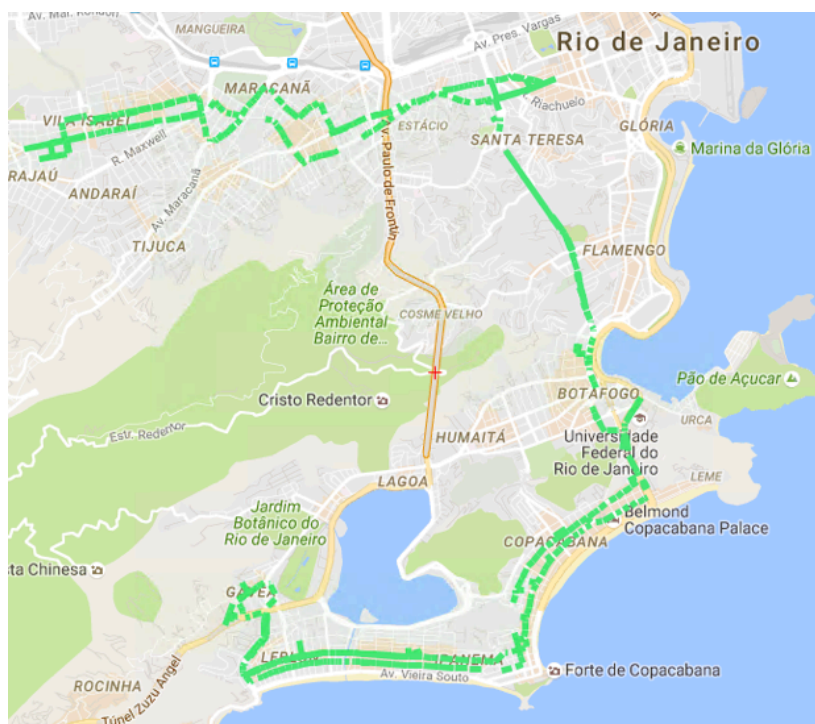 Av. Mal. Rondon
MANGUEIRA
Av. Pres. Vargas
Rio de Janeiro
MARACANÃ
VILA ISABEL
Riachuelo
ESTÁCIO
GLÓRIA
R. Maxwell
SANTA TERESA
Marina da Glória
RAJAÚ
ANDARAÍ
Av. Maracanã
Av. Paulo de Frontin
TIJUCA
FLAMENGO
Área de
Proteção
Ambiental
Bairro de...
COSME VELHO
Pão de Açucar
Cristo Redentor
BOTAFOGO
URCA
Estr. Redentor
HUMAITÁ
Universidade
Federal do
Rio de Janeiro
LEME
LAGOA
Jardim
Botânico do
Rio de Janeiro
Belmond
Copacabana Palace
COPACABANA
sta Chinesa
GÁVEA
LEBLON
IPANEMA
Forte de Copacabana
Av. Vieira Souto
ROCINHA
Túnel Zuzu Angel